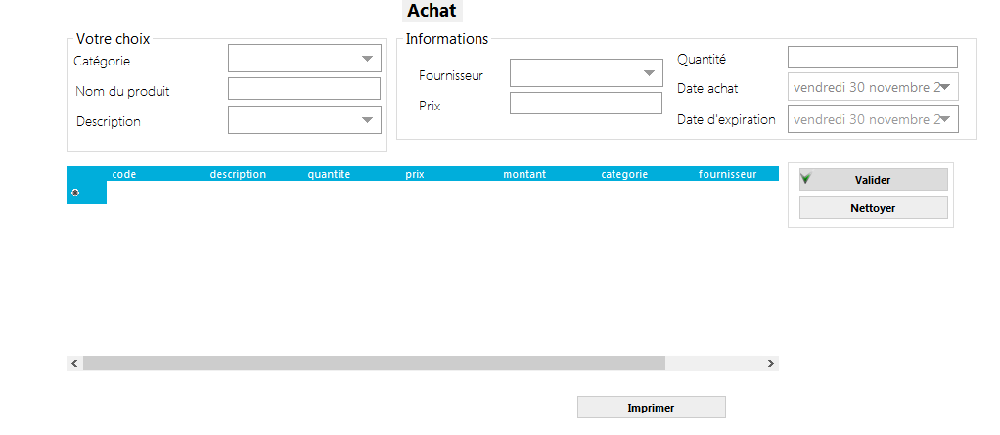 Achat
Votre choix
Catégorie
Nom du produit
Description
Informations
Fournisseur
Prix
Quantité
Date achat vendredi 30 novembre 2
Date d'expiration vendredi 30 novembre 2
code description quantite prix montant categorie fournisseur
Valider
Nettoyer
Imprimer